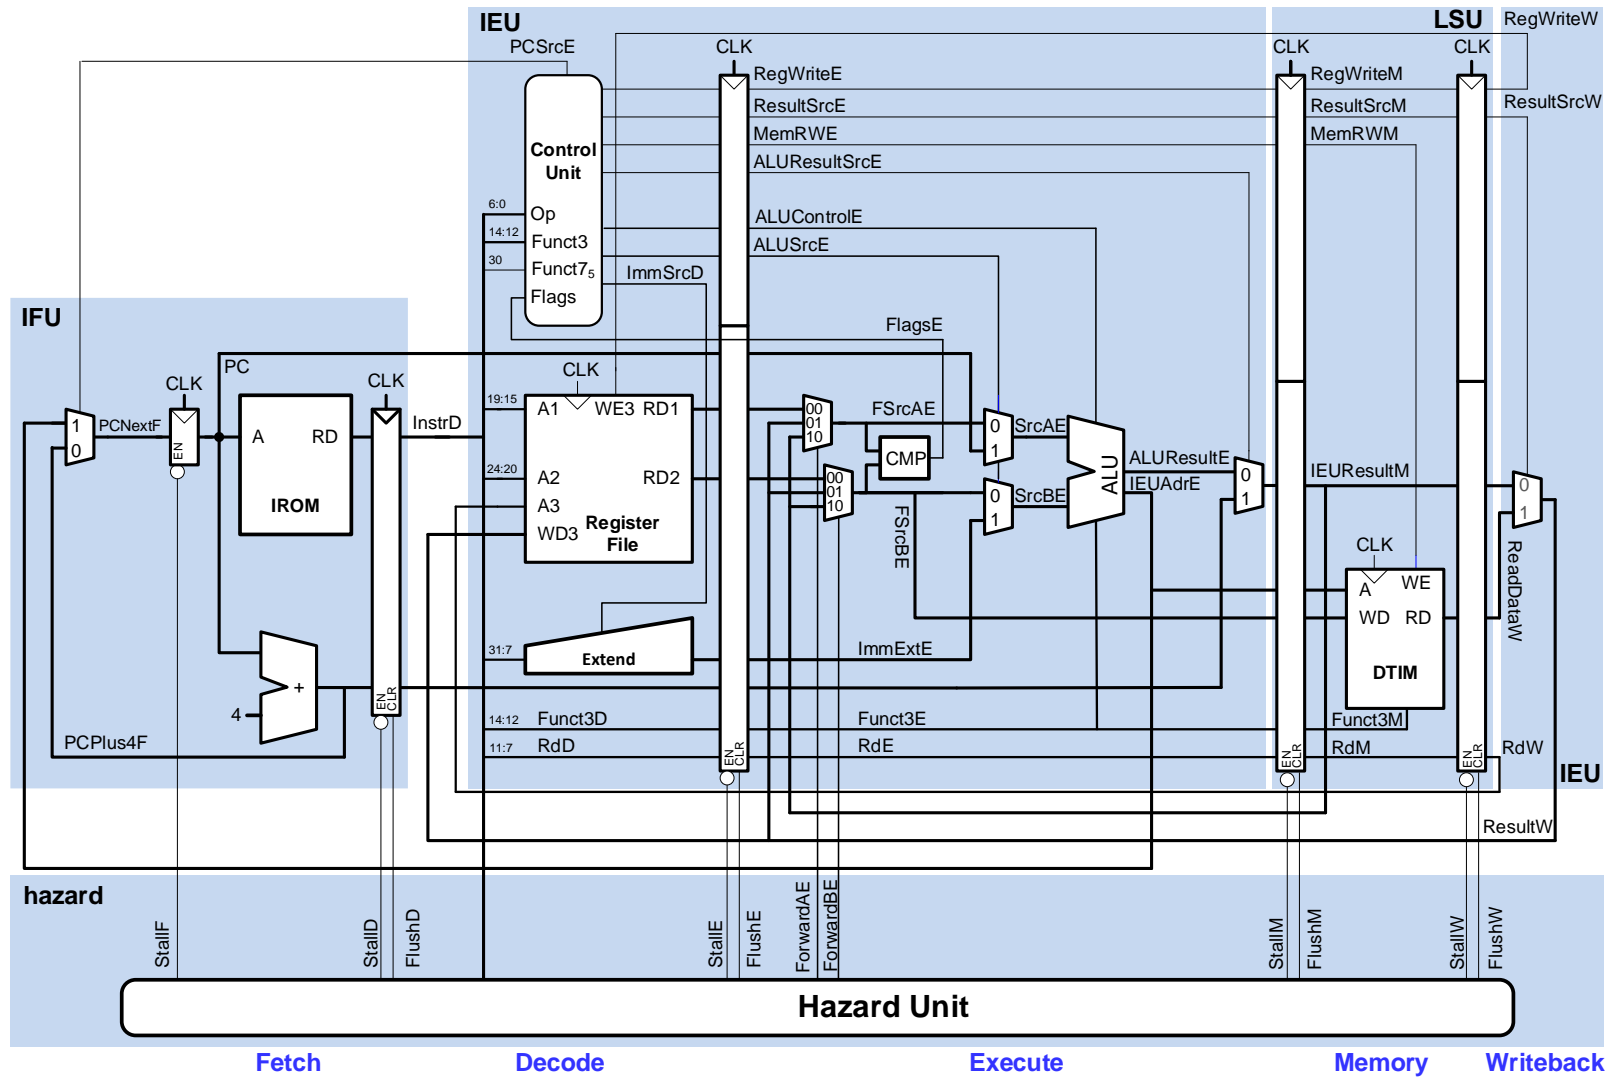 IEU
LSU
RegWriteW
PCSrcE
CLK
CLK
CLK
RegWriteE
RegWriteM
ResultSrcE
ResultSrcM
ResultSrcW
MemRWE
MemRWM
Control
Unit
ALUResultSrcE
6:0
Op
ALUControlE
14:12
Funct3
ALUSrcE
30
Funct7₅
ImmSrcD
Flags
IFU
FlagsE
PC
CLK
CLK
CLK
19:15
A1
WE3
RD1
00
01
10
FSrcAE
0
1
SrcAE
1
0
PCNextF
EN
A
RD
IROM
InstrD
CMP
ALU
ALUResultE
IEUAdrE
0
1
IEUResultM
0
1
24:20
A2
RD2
00
01
10
0
1
SrcBE
A3
WD3
Register
File
FSrcBE
ReadDataW
CLK
A
WE
WD
RD
DTIM
31:7
Extend
ImmExtE
+
4
EN
CLR
14:12
Funct3D
Funct3E
Funct3M
PCPlus4F
11:7
RdD
RdE
RdM
RdW
EN
CLR
EN
CLR
EN
CLR
IEU
ResultW
hazard
StallF
StallD
FlushD
StallE
FlushE
ForwardAE
ForwardBE
StallM
FlushM
StallW
FlushW
Hazard Unit
Fetch
Decode
Execute
Memory
Writeback